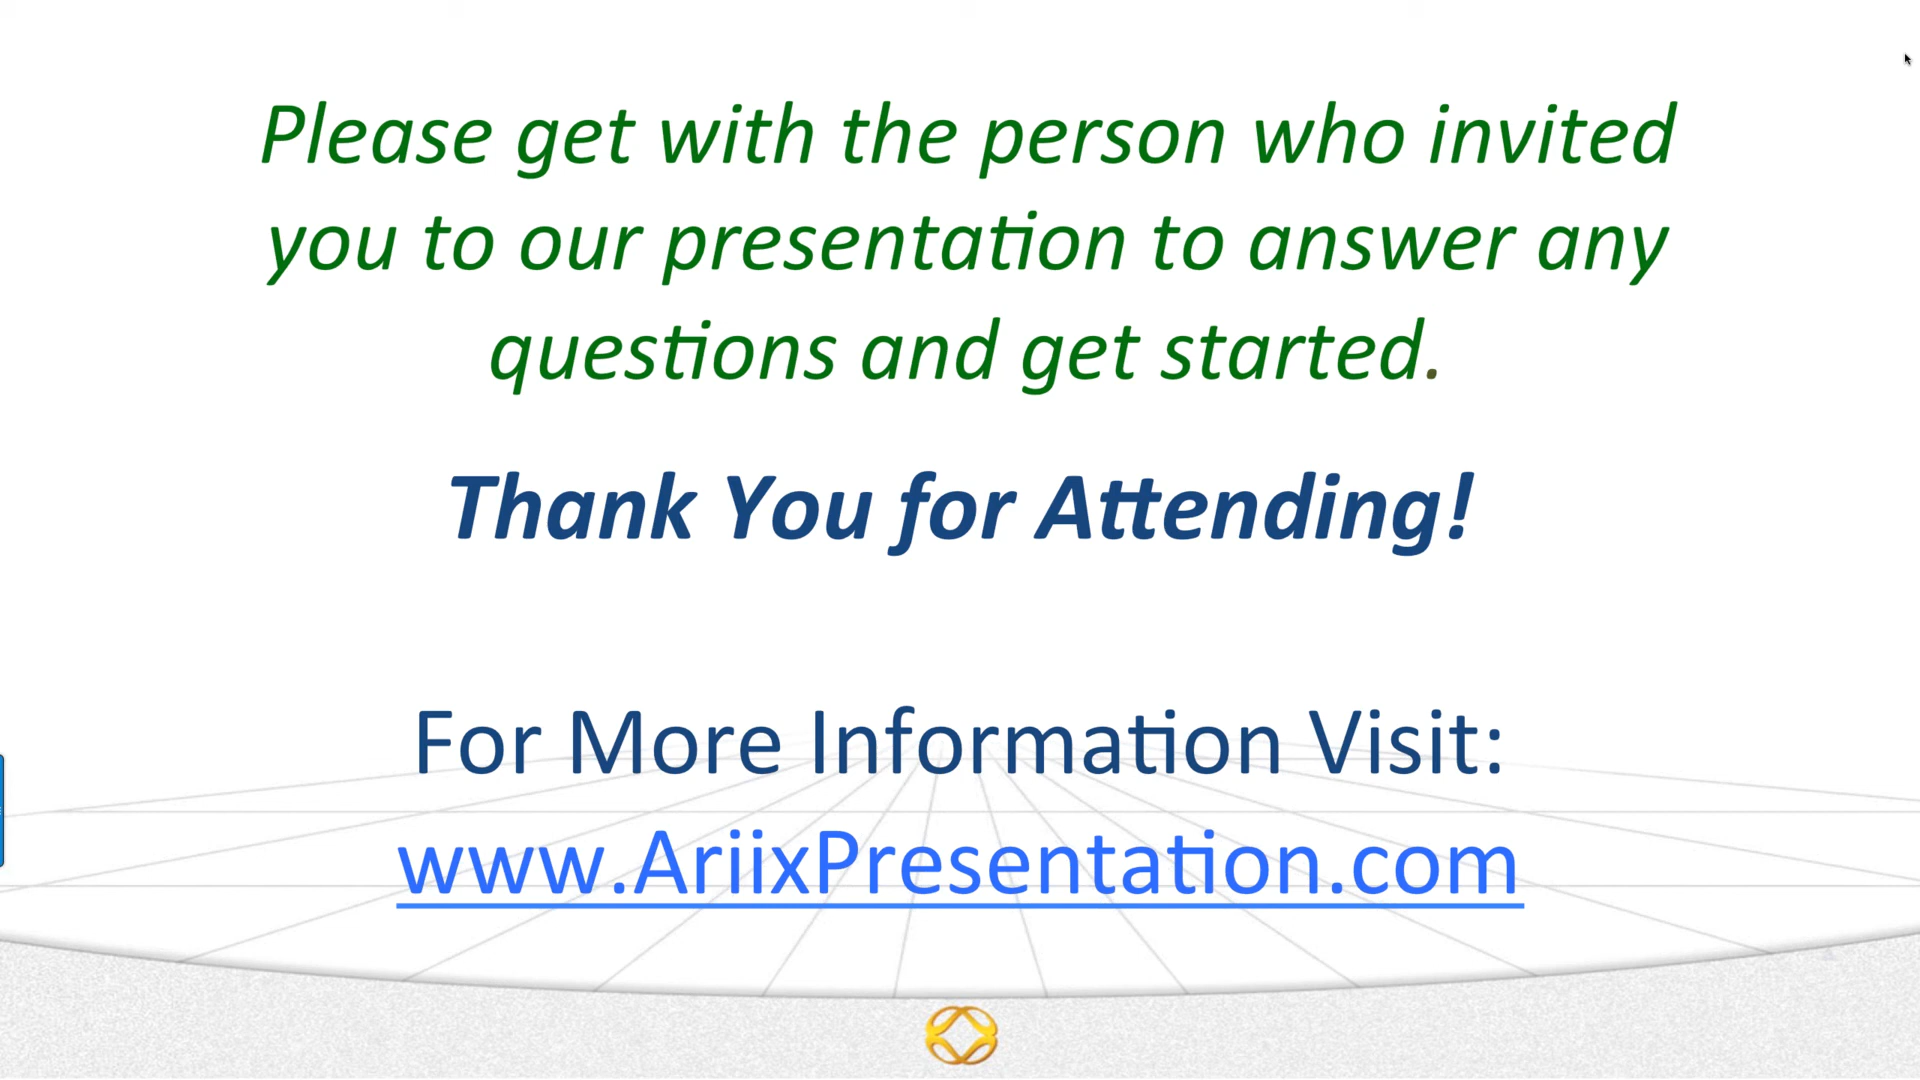 Please get with the person who invited
you to our presentation to answer any
questions and get started.
Thank You for Attending!
For More Information Visit:
www.AriixPresentation.com